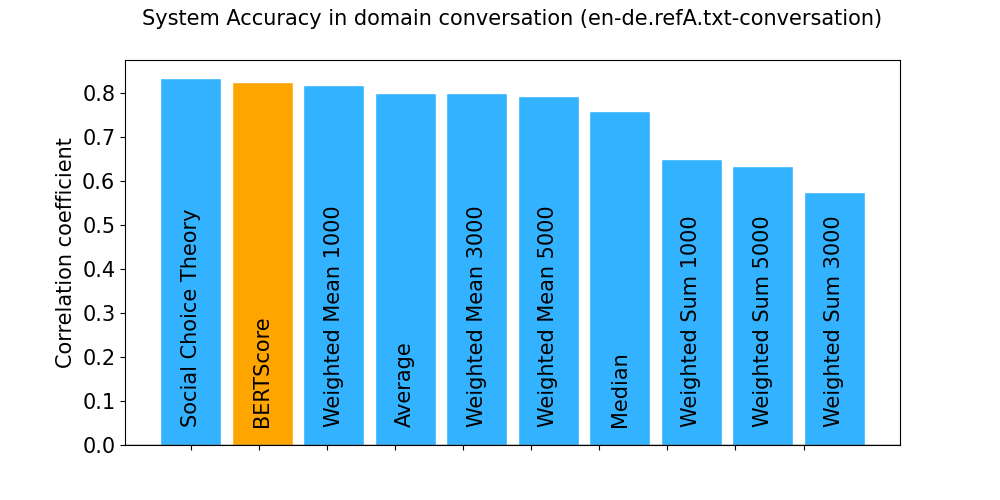 System Accuracy in domain conversation (en-de.refA.txt-conversation)
Correlation coefficient
0.8
0.7
0.6
0.5
0.4
0.3
0.2
0.1
0.0
Social Choice Theory
BERTScore
Weighted Mean 1000
Average
Weighted Mean 3000
Weighted Mean 5000
Median
Weighted Sum 1000
Weighted Sum 5000
Weighted Sum 3000